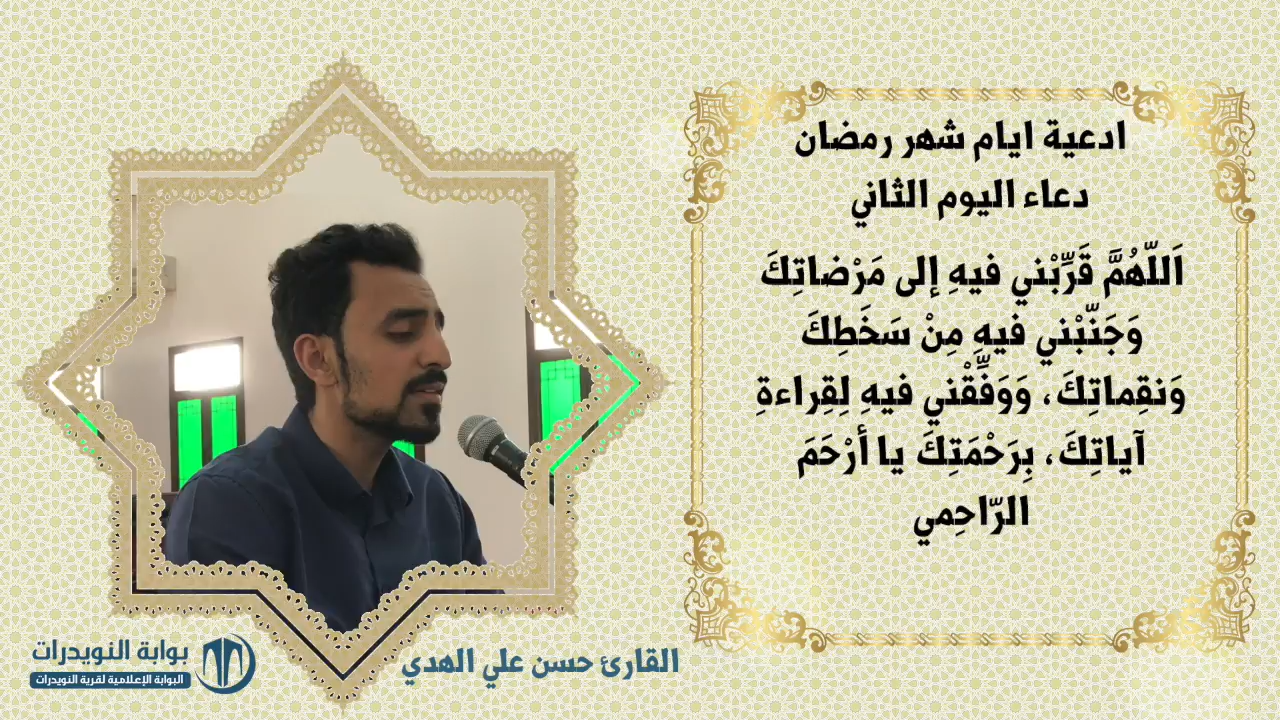 ادعية ايام شهر رمضان
دعاء اليوم الثاني
اَللّهُمَّ قَرِّبْني فيهِ إلى مَرْضاتِكَ
وَجَنّبْني فيهِ مِنْ سَخَطِكَ
وَنقِماتِكَ، وَوَفِّقْني فيهِ لِقِراءةِ
آياتِكَ، بِرَحْمَتِكَ يا أرْحَمَ
الرّاحِمي
القارئ حسن علي الهدي
بوابة النويدرات
البوابة الإعلامية لقرية النويدرات